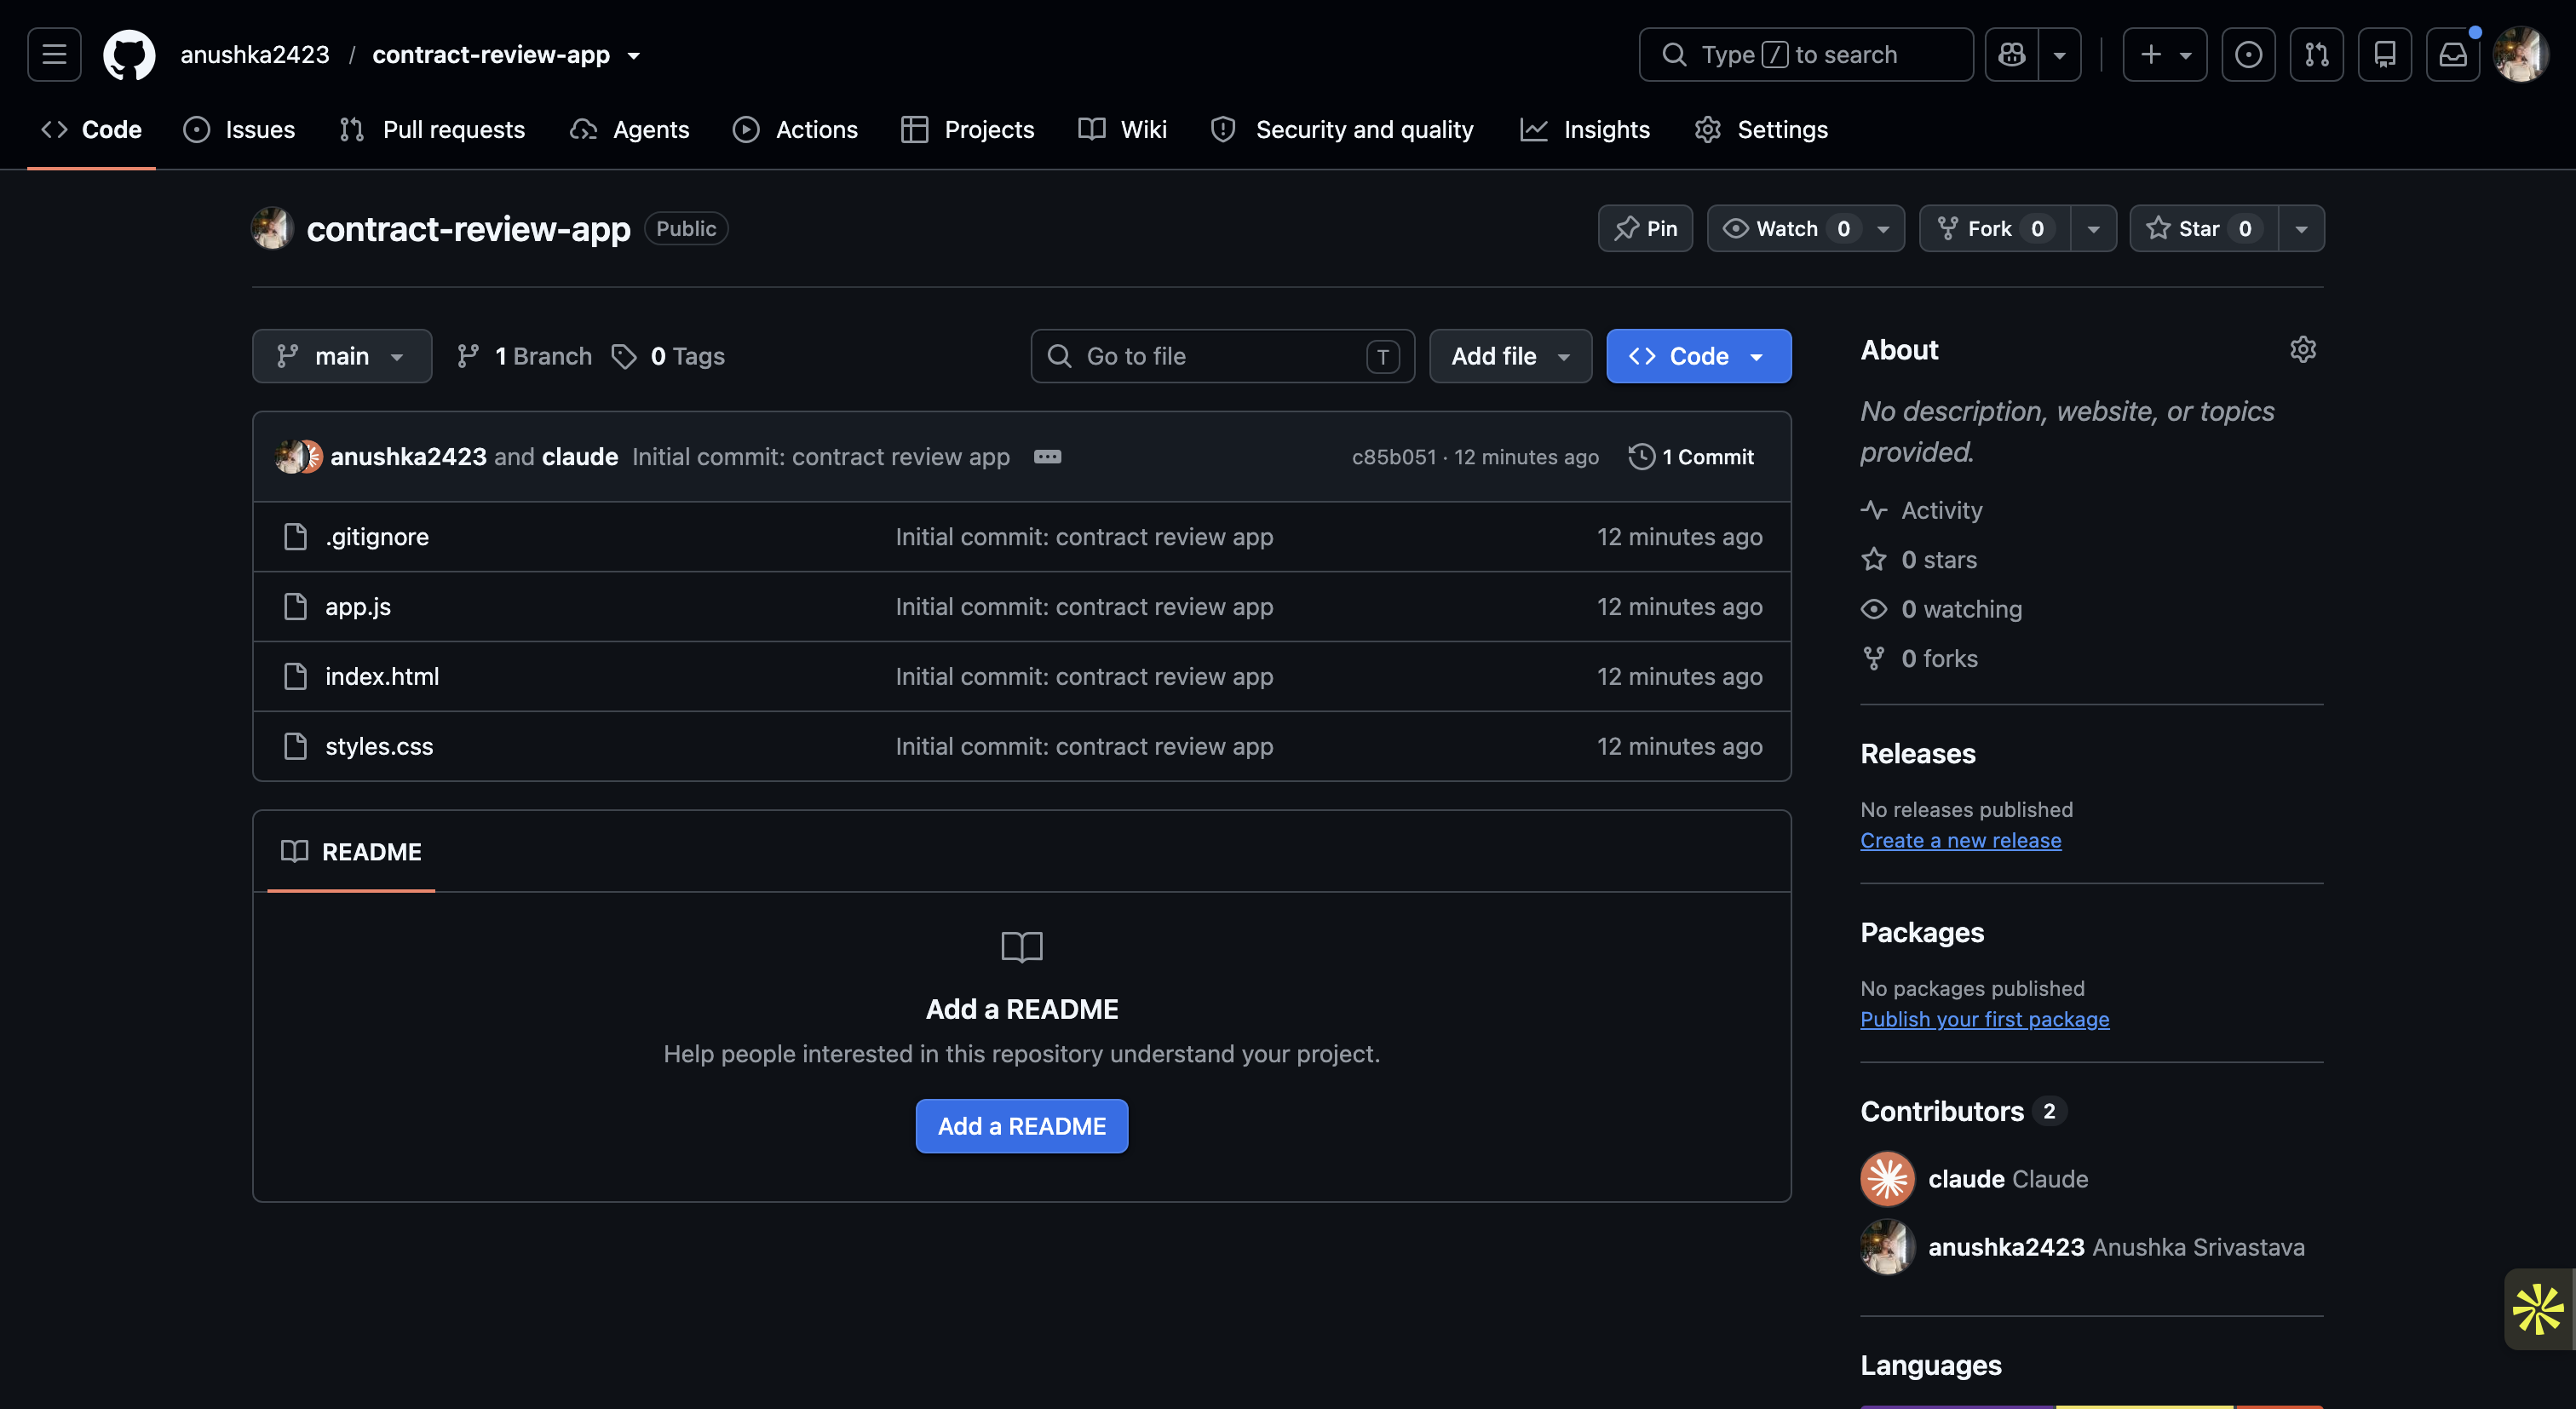 anushka2423 / contract-review-app
Type / to search
Code
Issues
Pull requests
Agents
Actions
Projects
Wiki
Security and quality
Insights
Settings
contract-review-app Public
Pin
Watch 0
Fork 0
Star 0
main
1 Branch
0 Tags
Go to file T
Add file
Code
anushka2423 and claude Initial commit: contract review app
c85b051 · 12 minutes ago
1 Commit
.gitignore Initial commit: contract review app 12 minutes ago
app.js Initial commit: contract review app 12 minutes ago
index.html Initial commit: contract review app 12 minutes ago
styles.css Initial commit: contract review app 12 minutes ago
README
Add a README
Help people interested in this repository understand your project.
Add a README
About
No description, website, or topics
provided.
Activity
0 stars
0 watching
0 forks
Releases
No releases published
Create a new release
Packages
No packages published
Publish your first package
Contributors 2
claude Claude
anushka2423 Anushka Srivastava
Languages